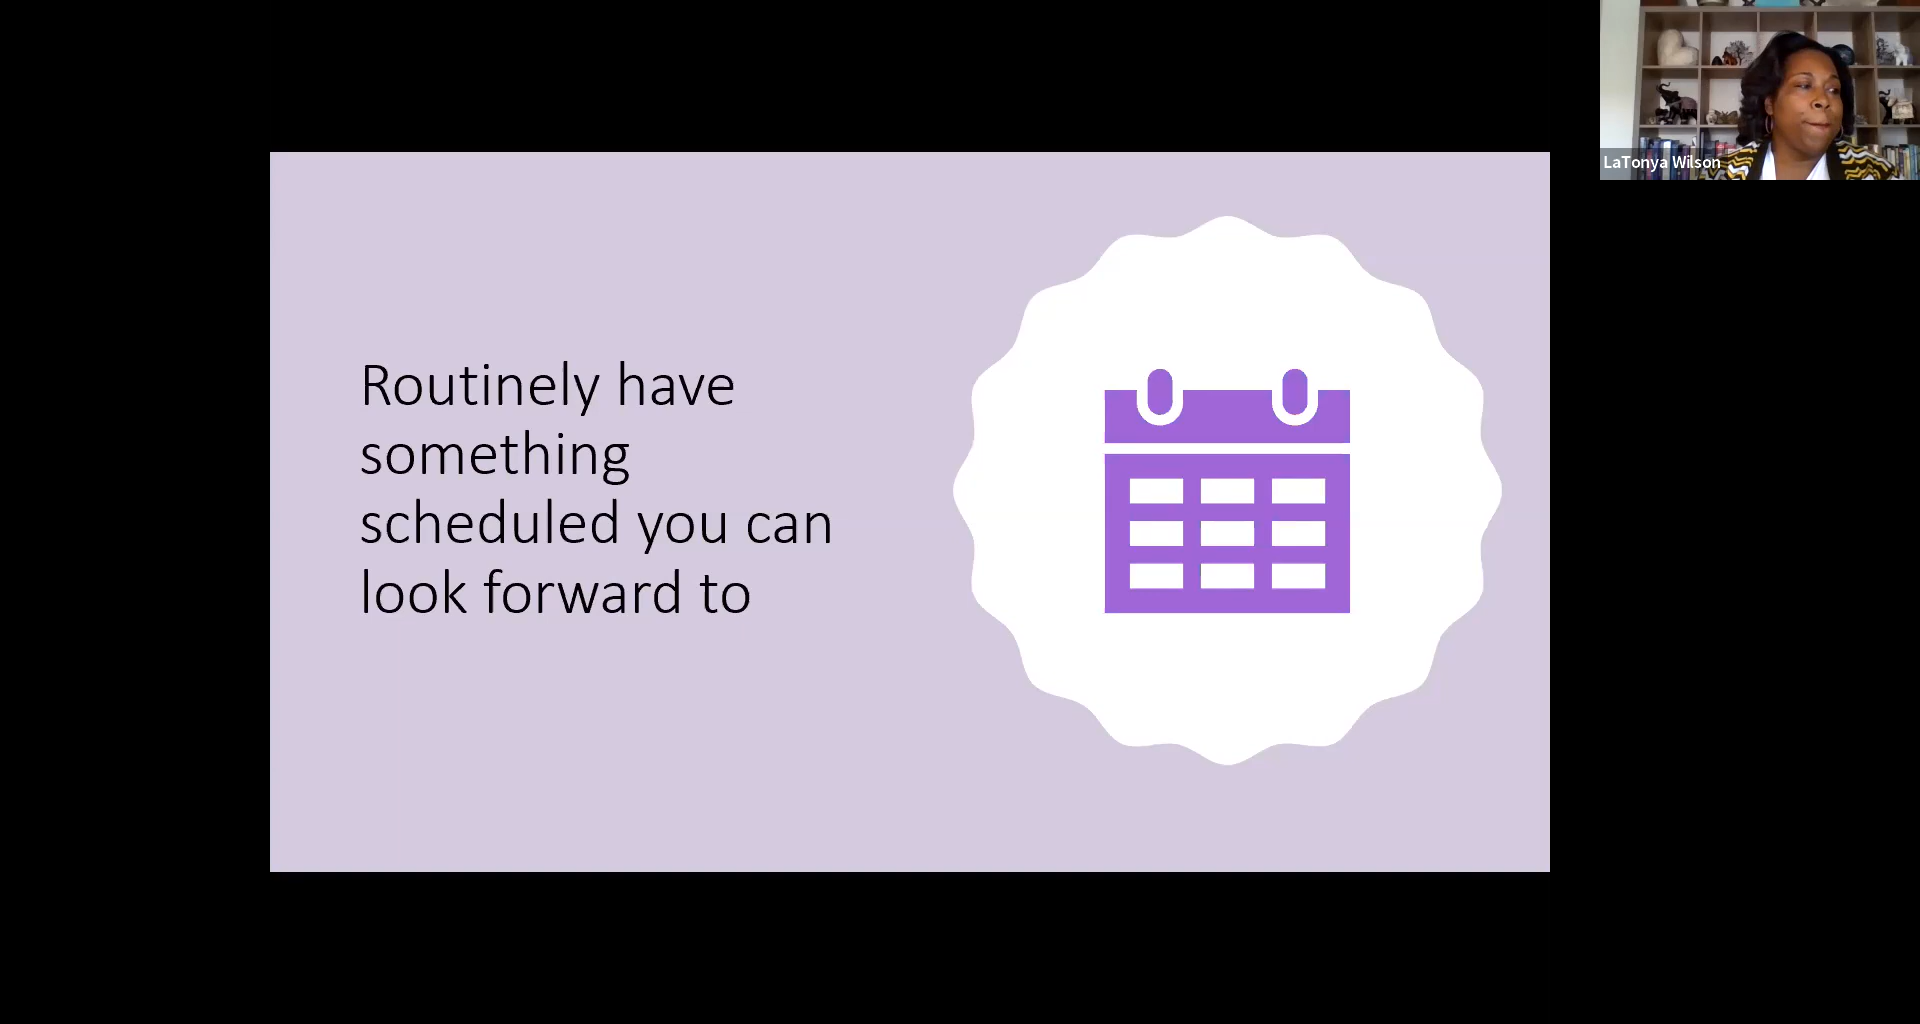 LaTonya Wilson
Routinely have
something
scheduled you can
look forward to